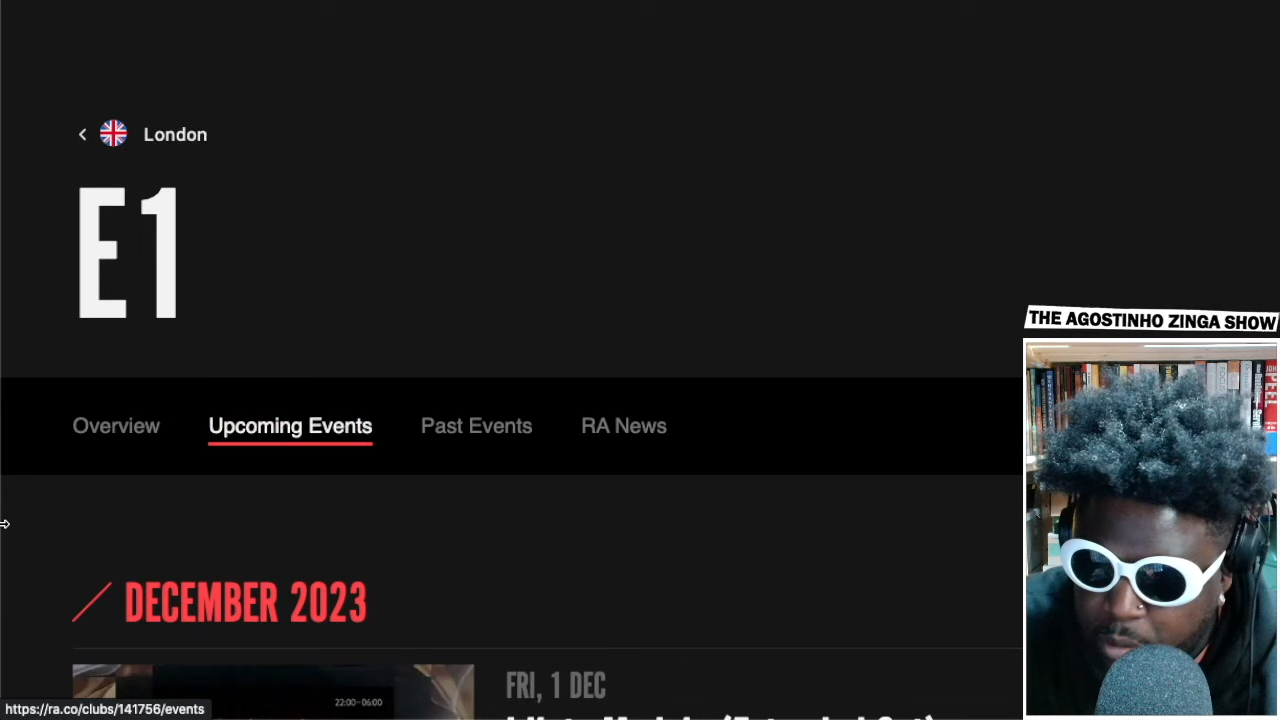 London
E1
THE AGOSTINHO ZINGA SHOW
Overview
Upcoming Events
Past Events
RA News
DECEMBER 2023
FRI, 1 DEC
22:00-06:00
https://ra.co/clubs/141756/events